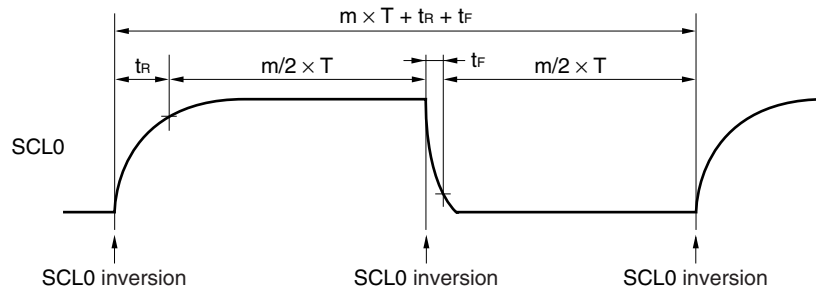 m × T + tR + tF
tR
m/2 × T
tF
m/2 × T
SCL0
SCL0 inversion
SCL0 inversion
SCL0 inversion